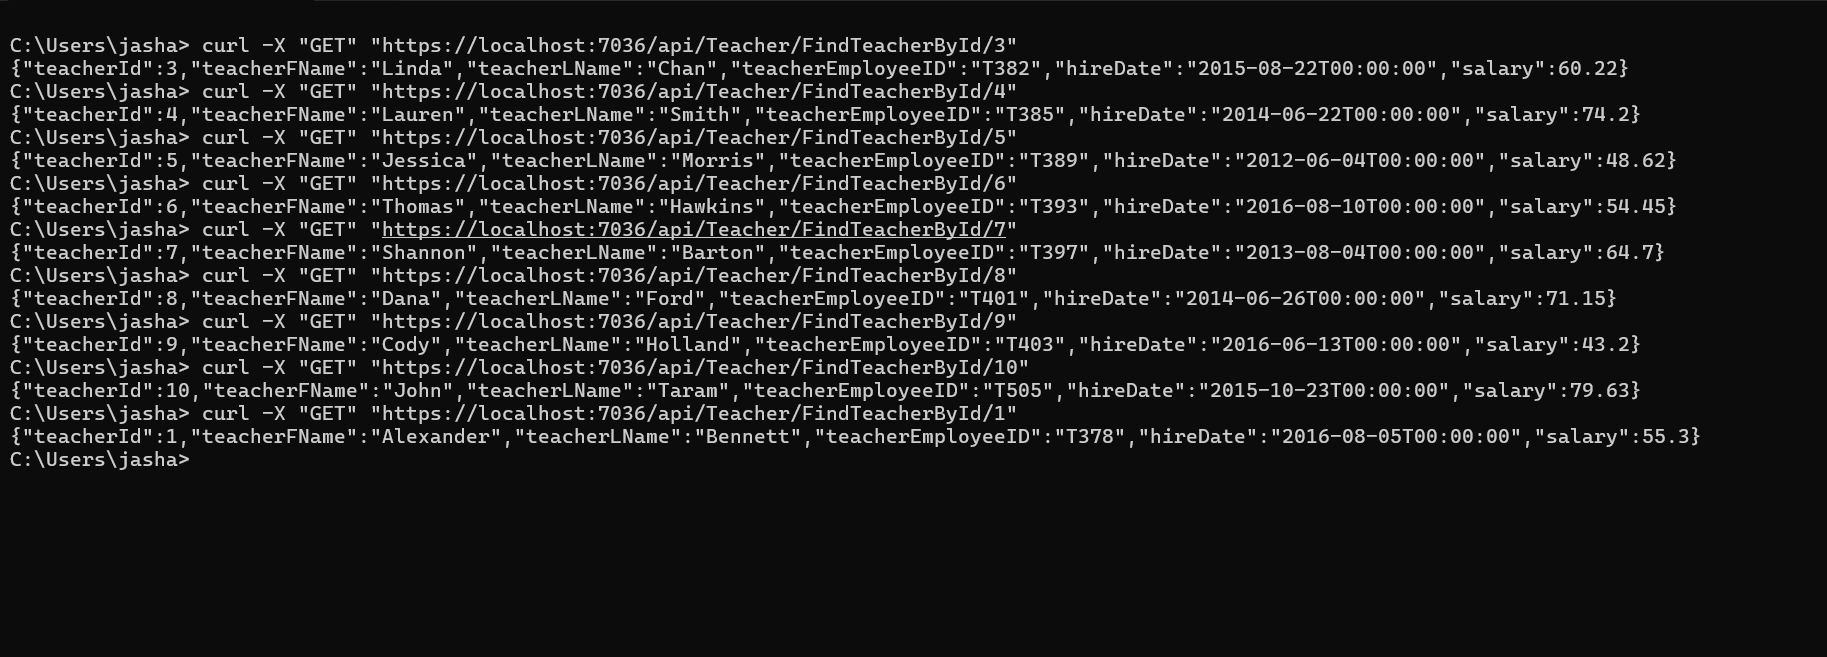 C:\Users\jasha> curl -X "GET" "https://localhost:7036/api/Teacher/FindTeacherById/3"
{"teacherId":3,"teacherFName":"Linda","teacherLName":"Chan","teacherEmployeeID":"T382","hireDate":"2015-08-22T00:00:00","salary":60.22}
C:\Users\jasha> curl -X "GET" "https://localhost:7036/api/Teacher/FindTeacherById/4"
{"teacherId":4,"teacherFName":"Lauren","teacherLName":"Smith","teacherEmployeeID":"T385","hireDate":"2014-06-22T00:00:00","salary":74.2}
C:\Users\jasha> curl -X "GET" "https://localhost:7036/api/Teacher/FindTeacherById/5"
{"teacherId":5,"teacherFName":"Jessica","teacherLName":"Morris","teacherEmployeeID":"T389","hireDate":"2012-06-04T00:00:00","salary":48.62}
C:\Users\jasha> curl -X "GET" "https://localhost:7036/api/Teacher/FindTeacherById/6"
{"teacherId":6,"teacherFName":"Thomas","teacherLName":"Hawkins","teacherEmployeeID":"T393","hireDate":"2016-08-10T00:00:00","salary":54.45}
C:\Users\jasha> curl -X "GET" "https://localhost:7036/api/Teacher/FindTeacherById/7"
{"teacherId":7,"teacherFName":"Shannon","teacherLName":"Barton","teacherEmployeeID":"T397","hireDate":"2013-08-04T00:00:00","salary":64.7}
C:\Users\jasha> curl -X "GET" "https://localhost:7036/api/Teacher/FindTeacherById/8"
{"teacherId":8,"teacherFName":"Dana","teacherLName":"Ford","teacherEmployeeID":"T401","hireDate":"2014-06-26T00:00:00","salary":71.15}
C:\Users\jasha> curl -X "GET" "https://localhost:7036/api/Teacher/FindTeacherById/9"
{"teacherId":9,"teacherFName":"Cody","teacherLName":"Holland","teacherEmployeeID":"T403","hireDate":"2016-06-13T00:00:00","salary":43.2}
C:\Users\jasha> curl -X "GET" "https://localhost:7036/api/Teacher/FindTeacherById/10"
{"teacherId":10,"teacherFName":"John","teacherLName":"Taram","teacherEmployeeID":"T505","hireDate":"2015-10-23T00:00:00","salary":79.63}
C:\Users\jasha> curl -X "GET" "https://localhost:7036/api/Teacher/FindTeacherById/1"
{"teacherId":1,"teacherFName":"Alexander","teacherLName":"Bennett","teacherEmployeeID":"T378","hireDate":"2016-08-05T00:00:00","salary":55.3}
C:\Users\jasha>